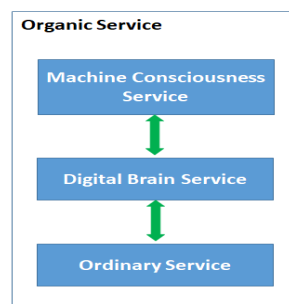 Organic Service
Machine Consciousness
Service
Digital Brain Service
Ordinary Service